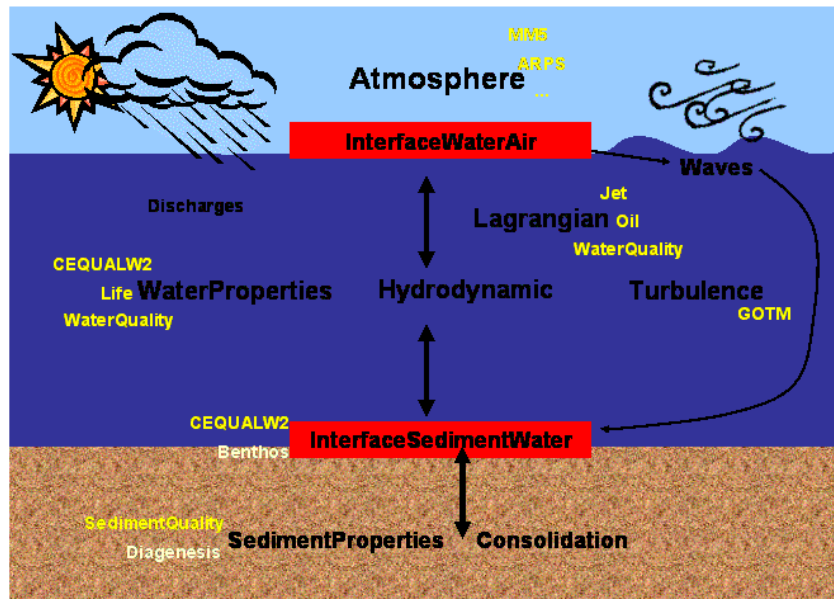 MM5
ARPS
Atmosphere
...
InterfaceWaterAir
Waves
Jet
Discharges
Lagrangian Oil
WaterQuality
CEQUALW2
Life WaterProperties
Hydrodynamic
Turbulence
WaterQuality
GOTM
CEQUALW2
InterfaceSedimentWater
Benthos
SedimentQuality
Diagenesis SedimentProperties
Consolidation